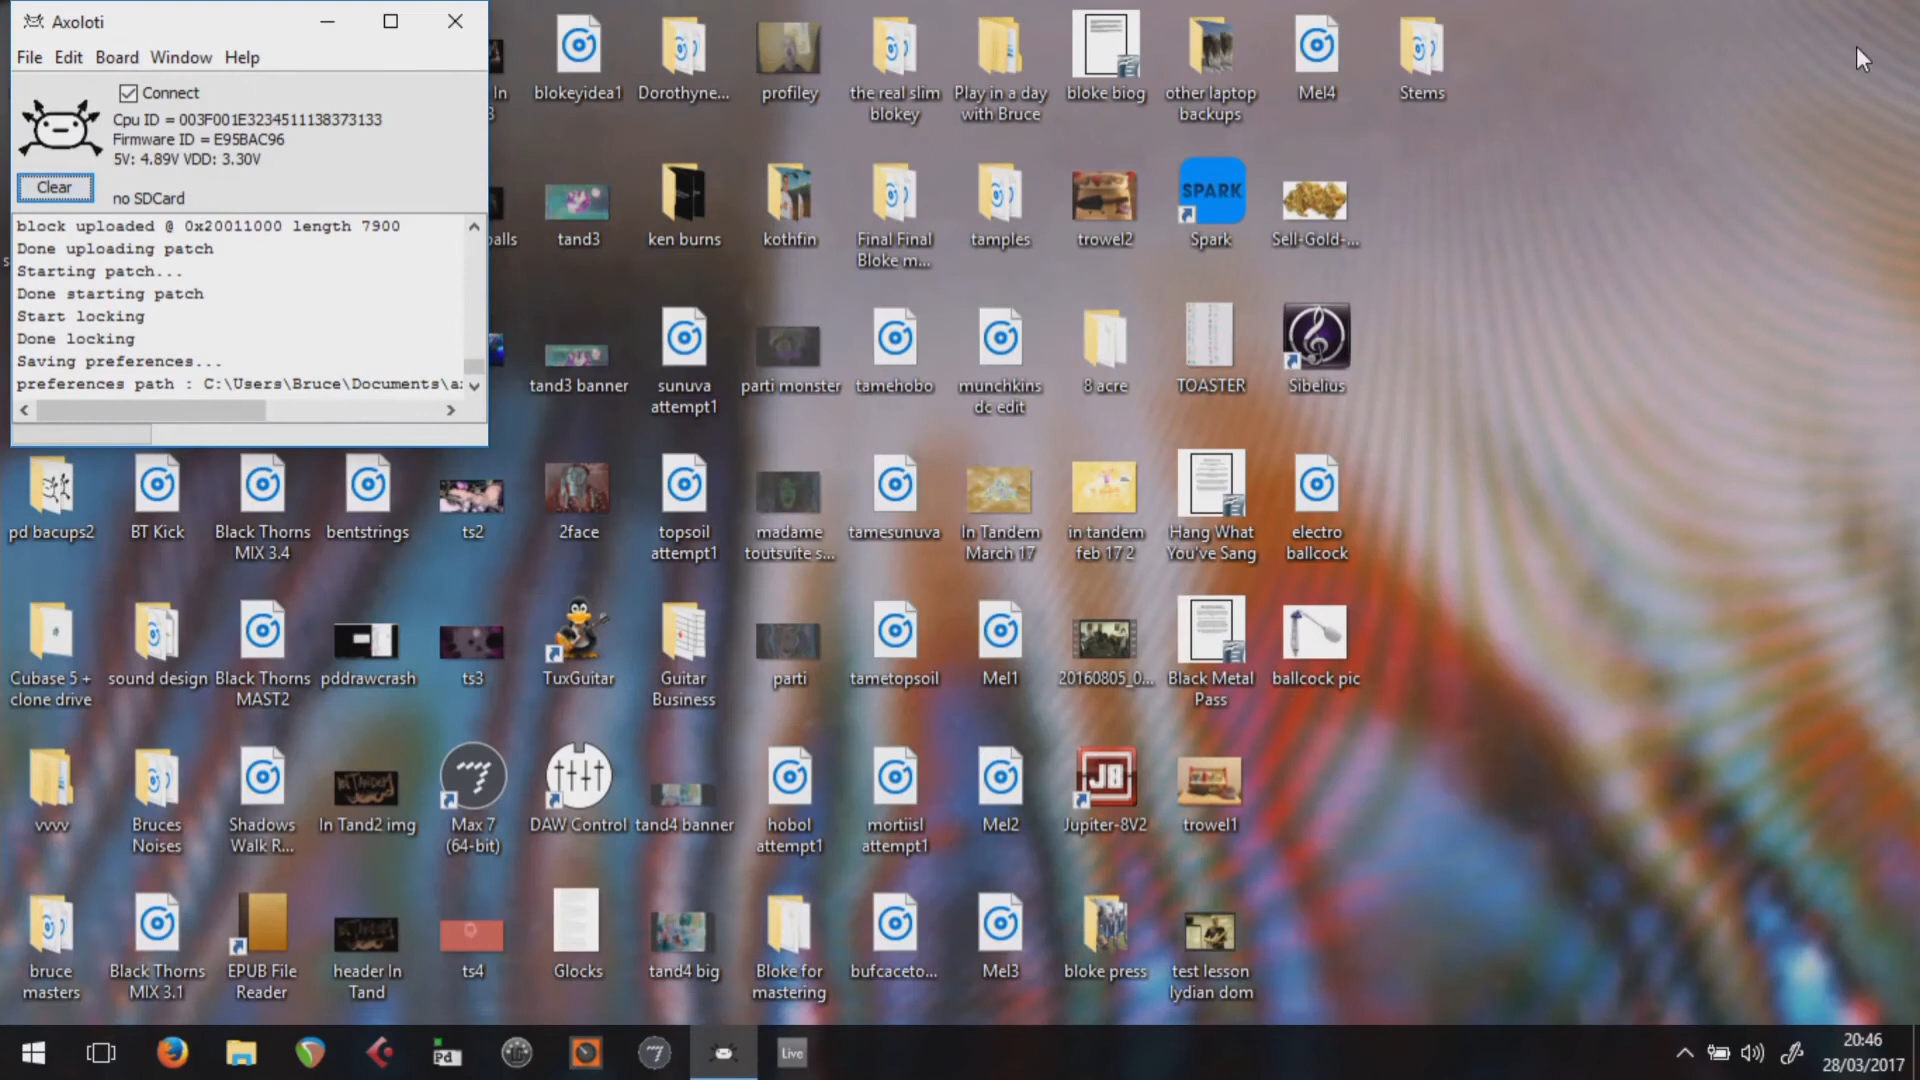 Axoloti
File Edit Board Window Help
Connect
Cpu ID = 003F001E3234511138373133
Firmware ID = E95BAC96
5V: 4.89V VDD: 3.30V
Clear
no SDCard
block uploaded @ 0x20011000 length 7900
Done uploading patch
Starting patch...
Done starting patch
Start locking
Done locking
Saving preferences...
preferences path : C:\Users\Bruce\Documents\a
In
3
blokeyidea1
Dorothyne...
profiley
the real slim
blokey
Play in a day
with Bruce
bloke biog
other laptop
backups
Mel4
Stems
balls
tand3
ken burns
kothfin
Final Final
Bloke m...
tamples
trowel2
SPARK
Spark
Sell-Gold-...
tand3 banner
sunuva
attempt1
parti monster
tamehobo
munchkins
dc edit
8 acre
TOASTER
Sibelius
pd bacups2
BT Kick
Black Thorns
MIX 3.4
bentstrings
ts2
2face
topsoil
attempt1
madame
toutsuite s...
tamesunuva
In Tandem
March 17
in tandem
feb 17 2
Hang What
You've Sang
electro
ballcock
Cubase 5 +
clone drive
sound design
Black Thorns
MAST2
pddrawcrash
ts3
TuxGuitar
Guitar
Business
parti
tametopsoil
Mel1
20160805_0...
Black Metal
Pass
ballcock pic
vvvv
Bruces
Noises
Shadows
Walk R...
In Tand2 img
Max 7
(64-bit)
DAW Control
tand4 banner
hobol
attempt1
mortiisl
attempt1
Mel2
J8
Jupiter-8V2
trowel1
bruce
masters
Black Thorns
MIX 3.1
EPUB File
Reader
header In
Tand
ts4
Glocks
tand4 big
Bloke for
mastering
bufcaceto...
Mel3
bloke press
test lesson
lydian dom
Pd
Live
20:46
28/03/2017